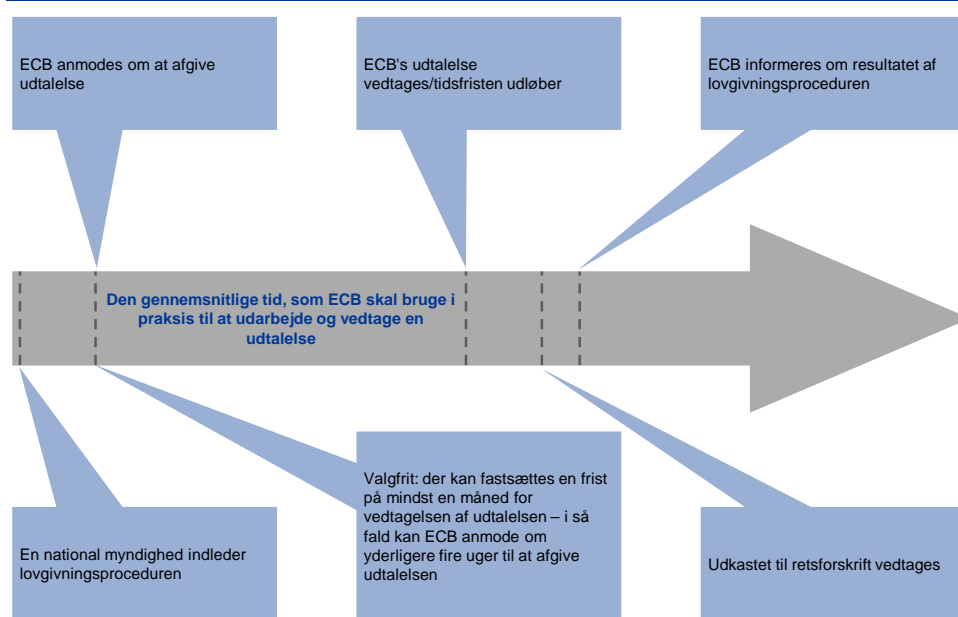 ECB anmodes om at afgive
udtalelse
ECB's udtalelse
vedtages/tidsfristen udløber
ECB informeres om resultatet af
lovgivningsproceduren
Den gennemsnitlige tid, som ECB skal bruge i
praksis til at udarbejde og vedtage en
udtalelse
En national myndighed indleder
lovgivningsproceduren
Valgfrit: der kan fastsættes en frist
på mindst en måned for
vedtagelsen af udtalelsen – i så
fald kan ECB anmode om
yderligere fire uger til at afgive
udtalelsen
Udkastet til retsforskrift vedtages